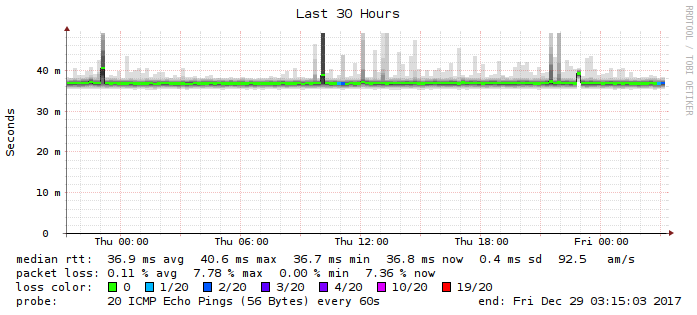 Last 30 Hours
RRDTOOL / TOBI OETIKER
Seconds
40 m
30 m
20 m
10 m
0
Thu 00:00 Thu 06:00 Thu 12:00 Thu 18:00 Fri 00:00
median rtt: 36.9 ms avg 40.6 ms max 36.7 ms min 36.8 ms now 0.4 ms sd 92.5 am/s
packet loss: 0.11 % avg 7.78 % max 0.00 % min 7.36 % now
loss color: 0 1/20 2/20 3/20 4/20 10/20 19/20
probe: 20 ICMP Echo Pings (56 Bytes) every 60s end: Fri Dec 29 03:15:03 2017